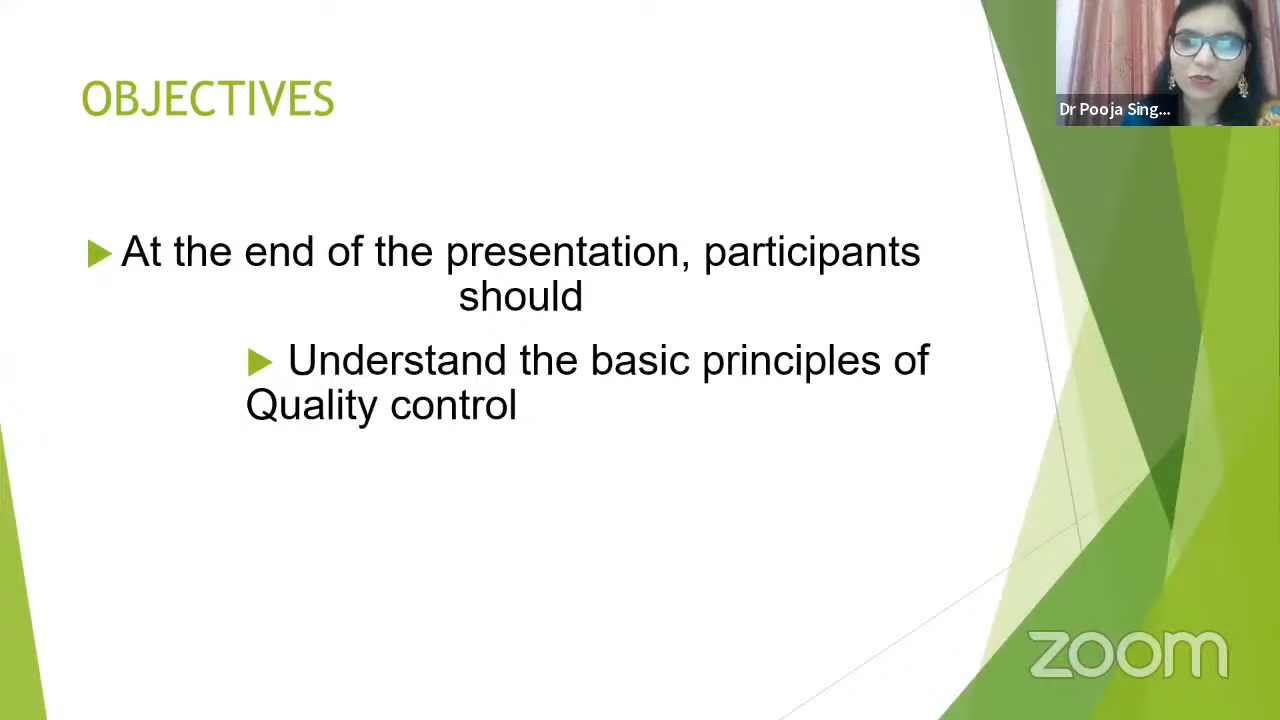 OBJECTIVES
Dr Pooja Sing...
At the end of the presentation, participants
should
Understand the basic principles of
Quality control
zoom